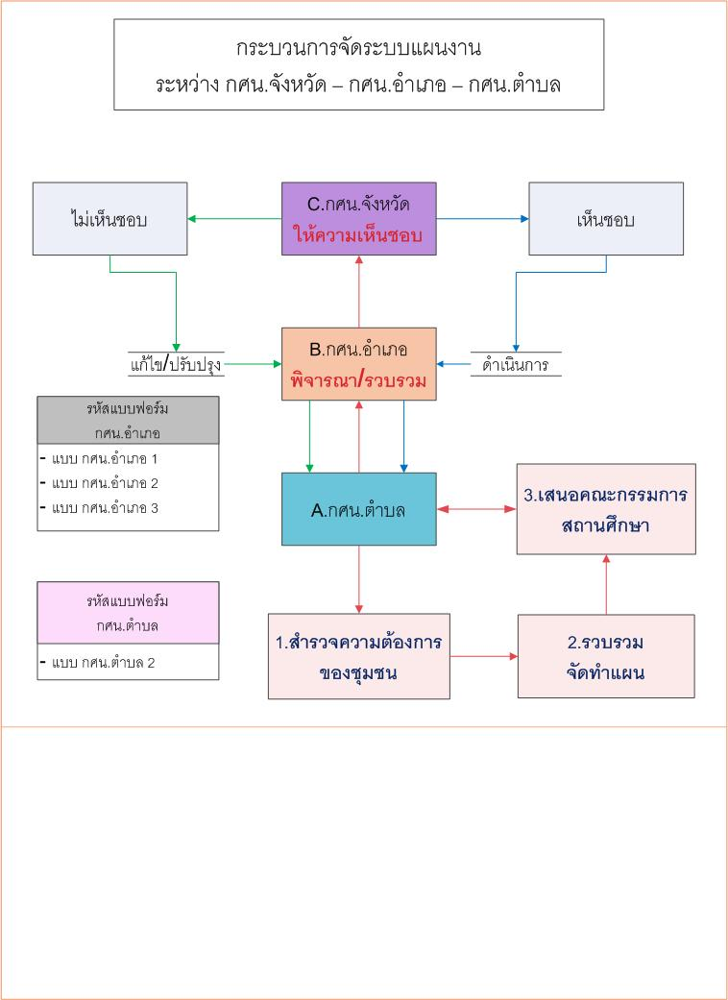 กระบวนการจัดระบบแผนงาน
ระหว่าง กศน.จังหวัด – กศน.อำเภอ – กศน.ตำบล
ไม่เห็นชอบ
C.กศน.จังหวัด
ให้ความเห็นชอบ
เห็นชอบ
B.กศน.อำเภอ
พิจารณา/รวบรวม
แก้ไข/ปรับปรุง
ดำเนินการ
รหัสแบบฟอร์ม
กศน.อำเภอ
- แบบ กศน.อำเภอ 1
- แบบ กศน.อำเภอ 2
- แบบ กศน.อำเภอ 3
A.กศน.ตำบล
3.เสนอคณะกรรมการ
สถานศึกษา
รหัสแบบฟอร์ม
กศน.ตำบล
- แบบ กศน.ตำบล 2
1.สำรวจความต้องการ
ของชุมชน
2.รวบรวม
จัดทำแผน